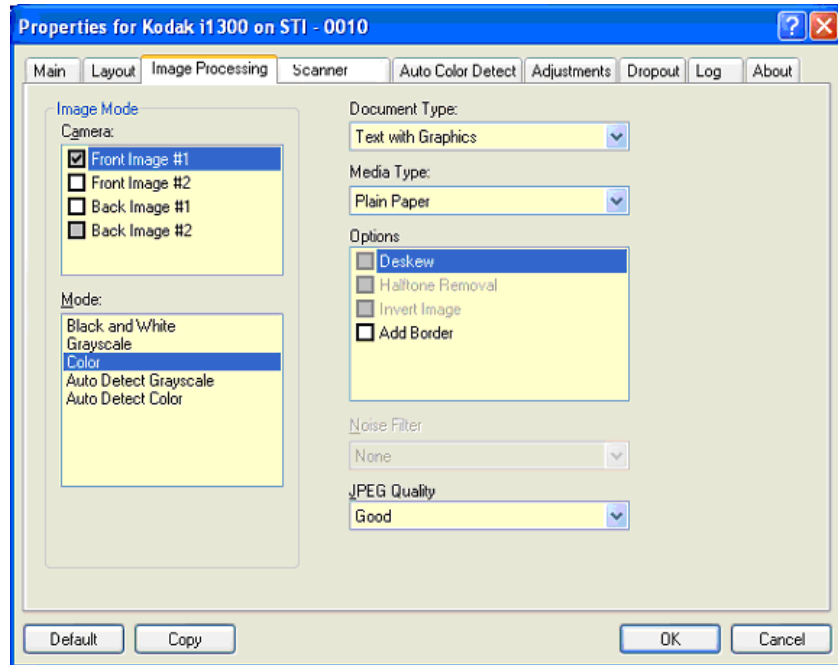 Properties for Kodak i1300 on STI - 0010
Main Layout Image Processing Scanner Auto Color Detect Adjustments Dropout Log About
Image Mode
Camera:
Front Image #1
Front Image #2
Back Image #1
Back Image #2
Mode:
Black and White
Grayscale
Color
Auto Detect Grayscale
Auto Detect Color
Document Type:
Text with Graphics
Media Type:
Plain Paper
Options
Deskew
Halftone Removal
Invert Image
Add Border
Noise Filter
None
JPEG Quality
Good
Default Copy OK Cancel